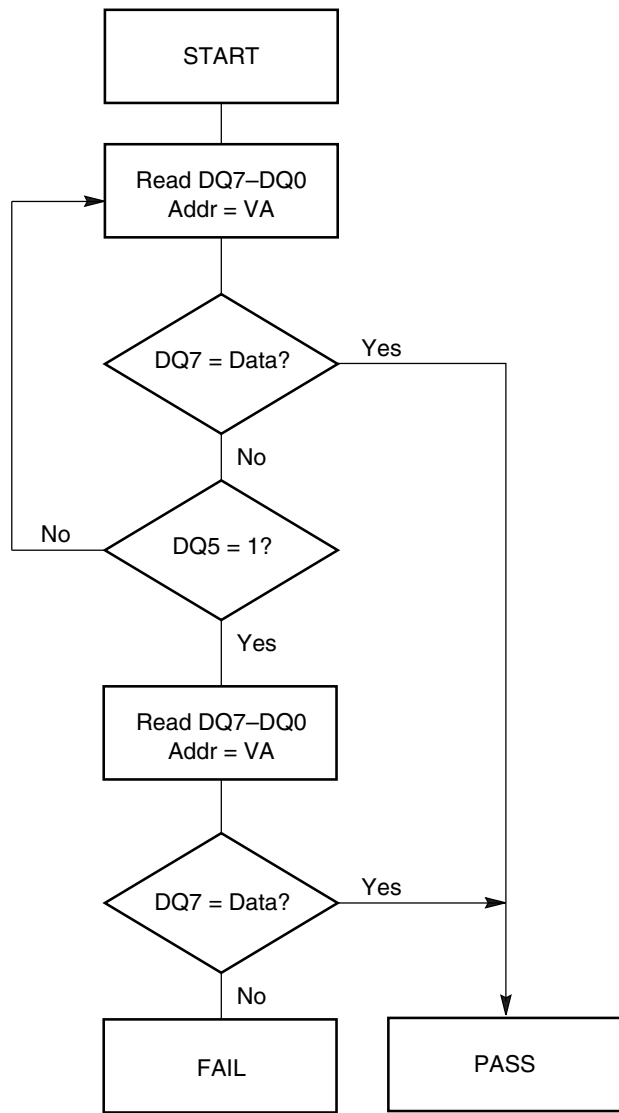 START
Read DQ7–DQ0
Addr = VA
DQ7 = Data?
Yes
No
No
DQ5 = 1?
Yes
Read DQ7–DQ0
Addr = VA
DQ7 = Data?
Yes
No
FAIL
PASS